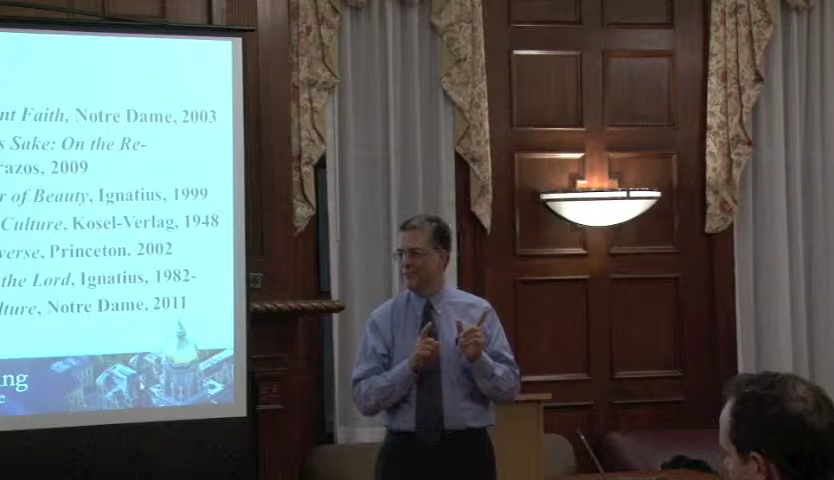 nt Faith, Notre Dame, 2003
s Sake: On the Re-
razos, 2009
r of Beauty, Ignatius, 1999
Culture, Kosel-Verlag, 1948
verse, Princeton. 2002
the Lord, Ignatius, 1982-
lture, Notre Dame, 2011
ng
e